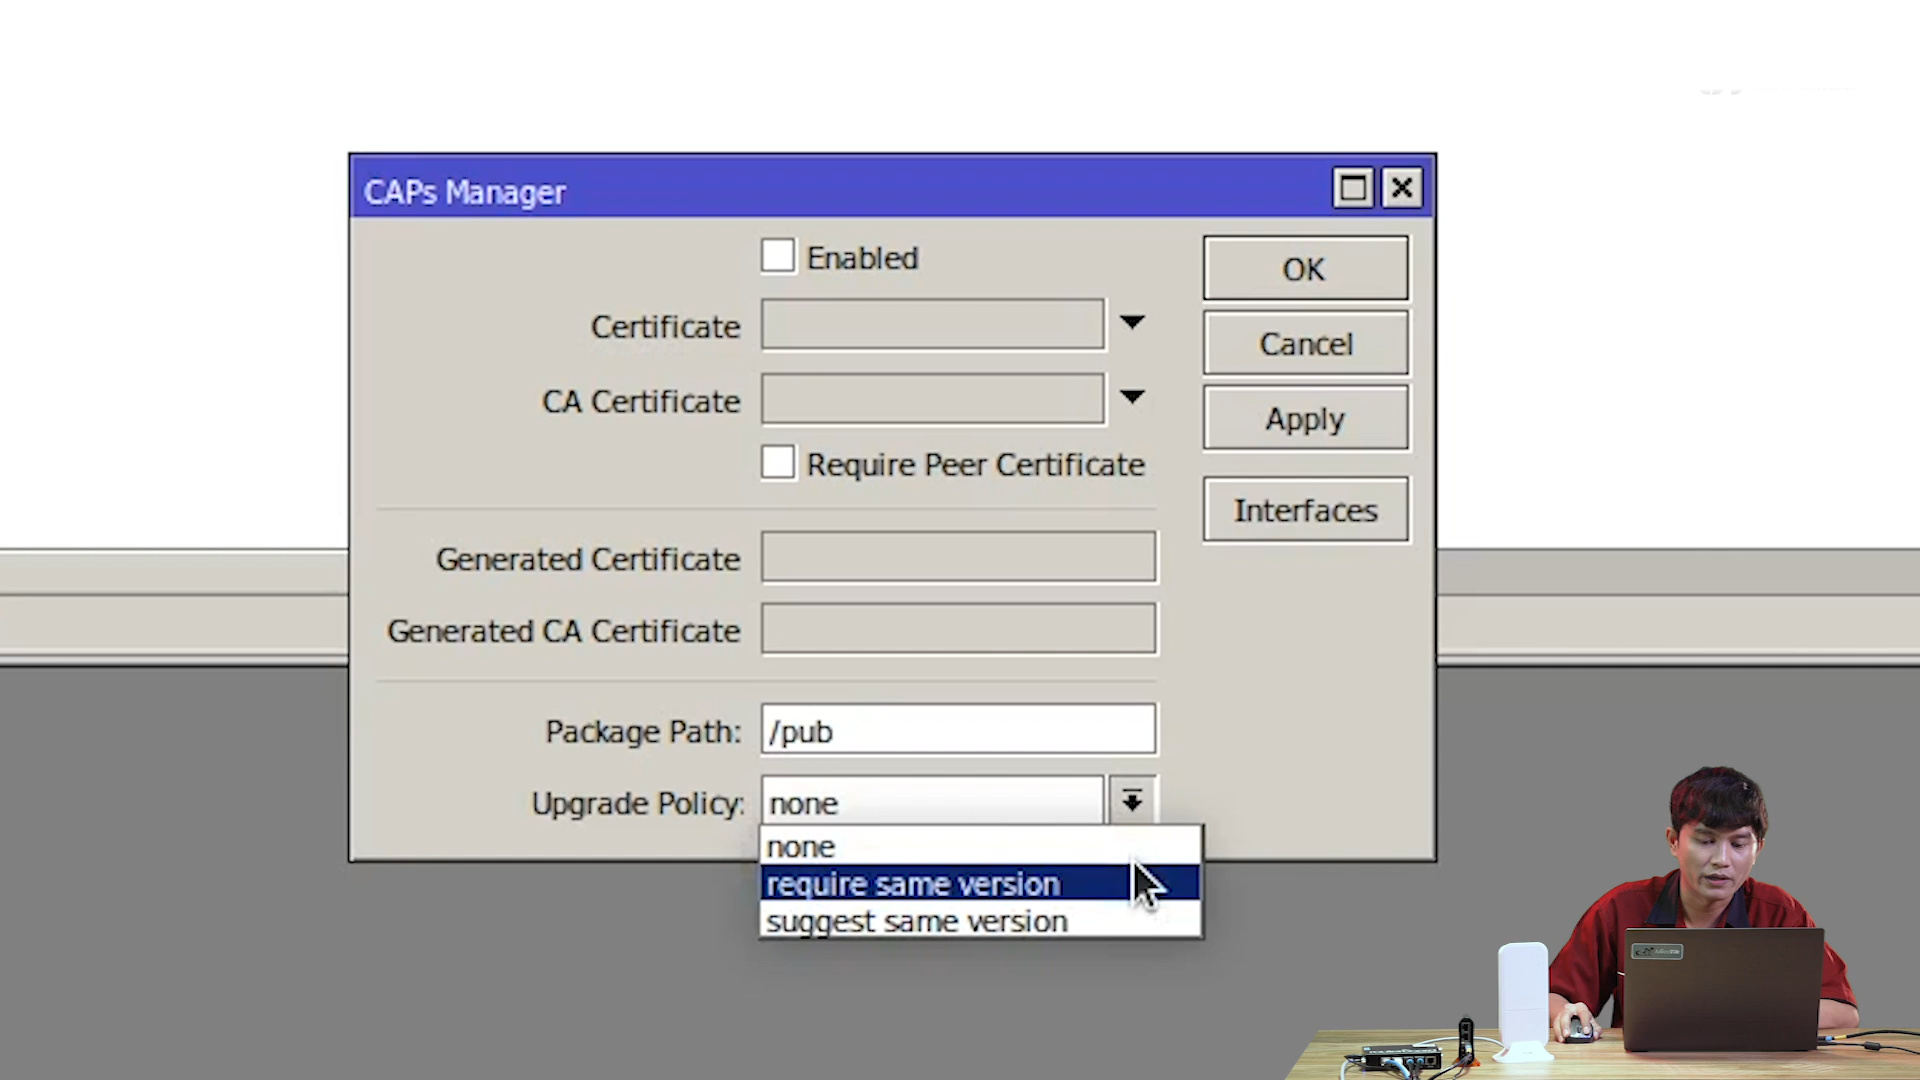 CAPs Manager
Enabled
OK
Certificate
Cancel
CA Certificate
Apply
Require Peer Certificate
Interfaces
Generated Certificate
Generated CA Certificate
Package Path: /pub
Upgrade Policy: none
none
require same version
suggest same version